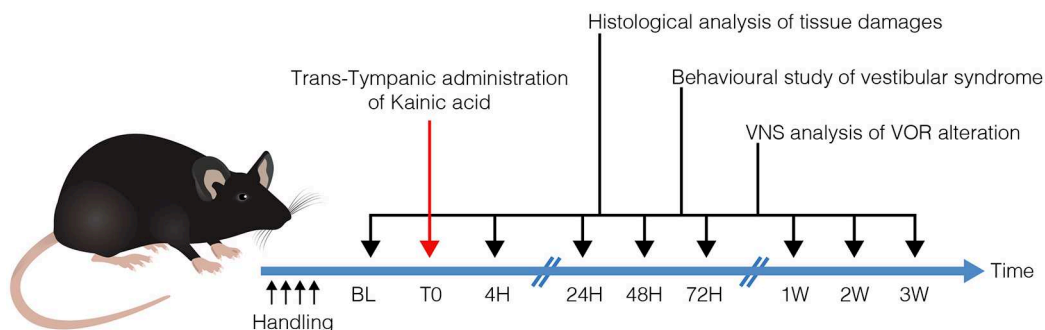 Histological analysis of tissue damages
Trans-Tympanic administration
of Kainic acid
Behavioural study of vestibular syndrome
VNS analysis of VOR alteration
Time
BL T0 4H 24H 48H 72H 1W 2W 3W
Handling